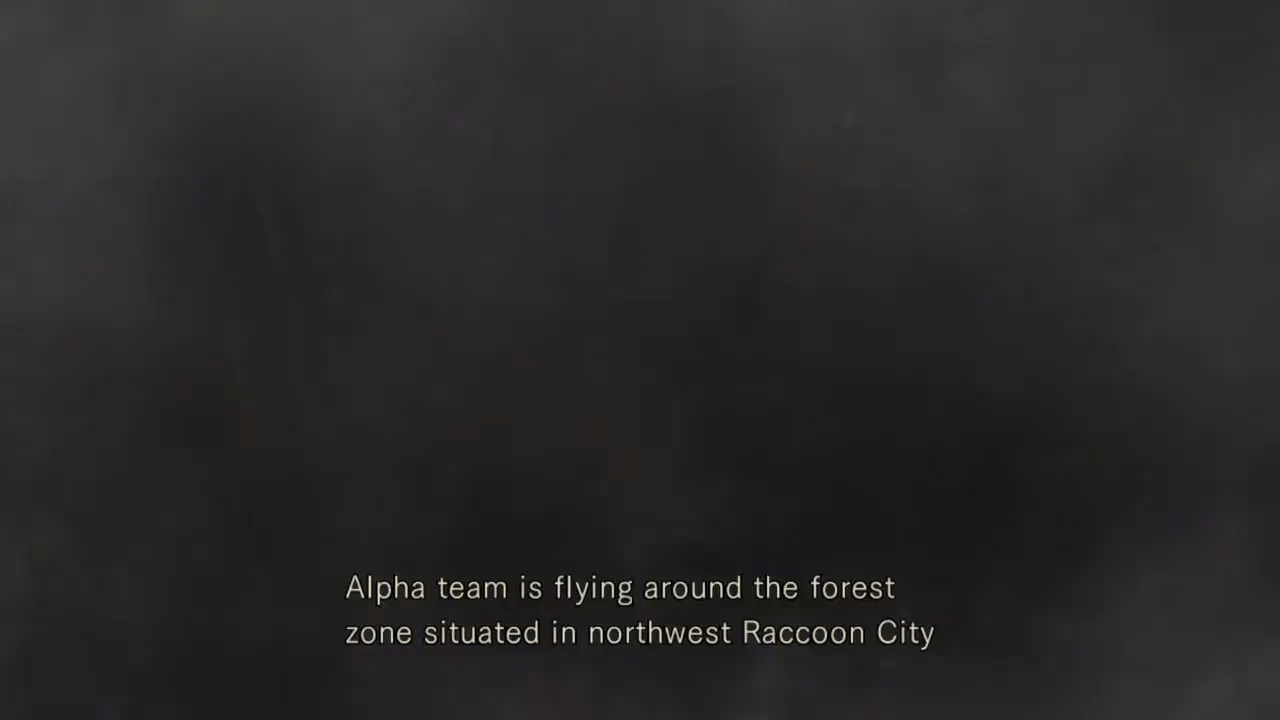 Alpha team is flying around the forest
zone situated in northwest Raccoon City